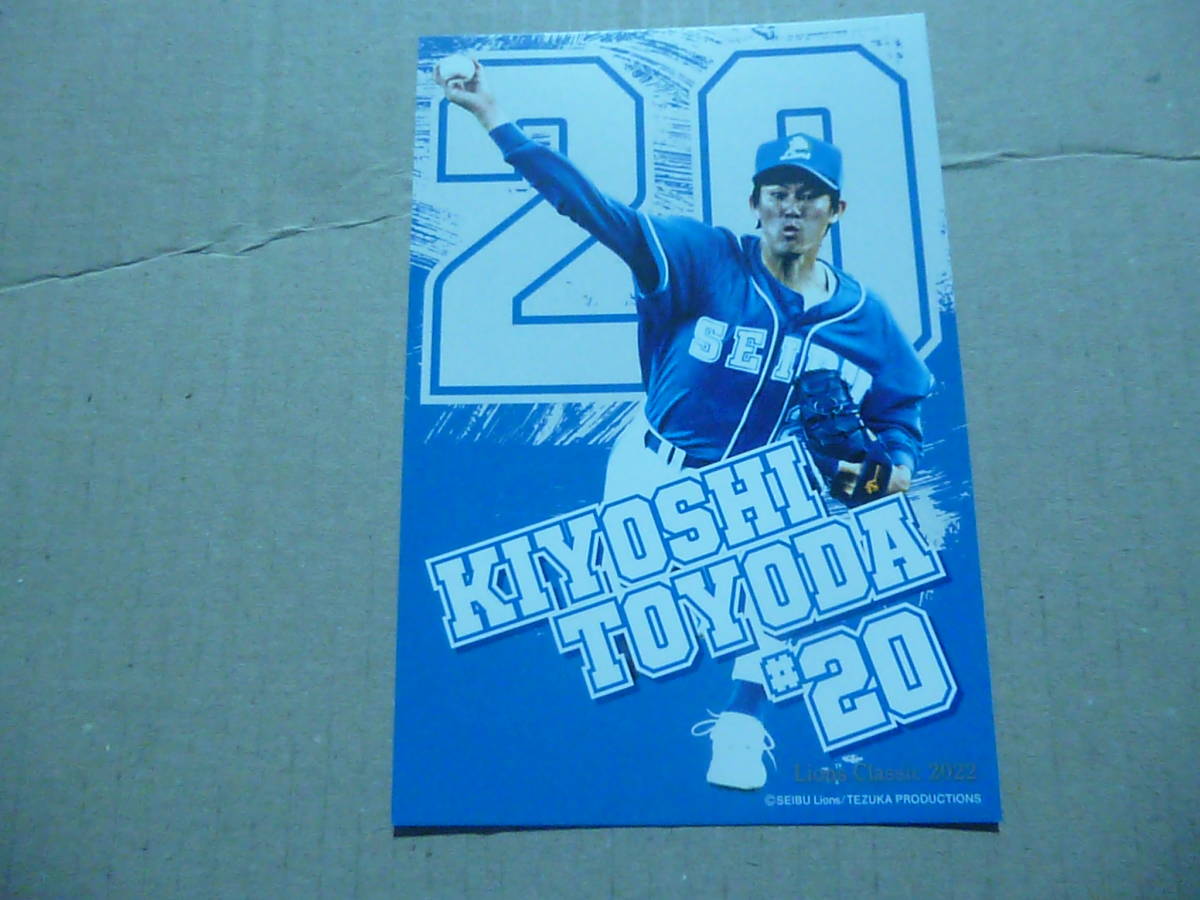 20
SEIBU
KIYOSHI
TOYODA
#20
Lions Classic 2022
©SEIBU Lions/TEZUKA PRODUCTIONS